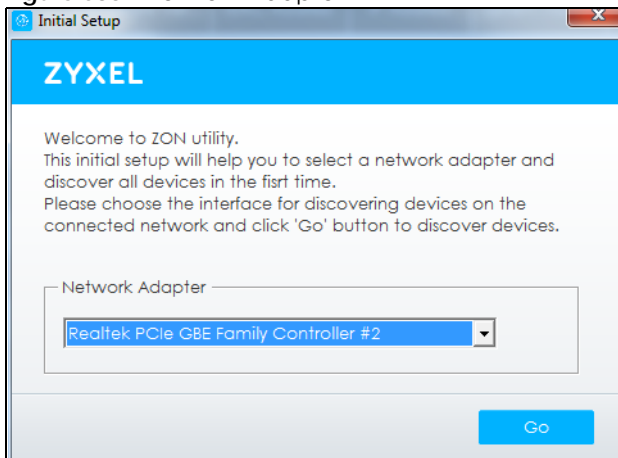 Initial Setup
ZYXEL
Welcome to ZON utility.
This initial setup will help you to select a network adapter and
discover all devices in the fisrt time.
Please choose the interface for discovering devices on the
connected network and click 'Go' button to discover devices.
Network Adapter
Realtek PCIe GBE Family Controller #2
Go